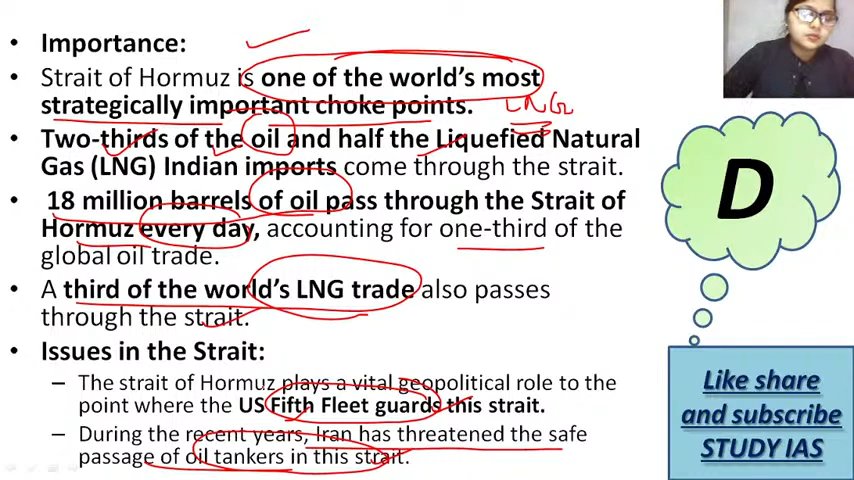 Importance:
Strait of Hormuz is one of the world's most
strategically important choke points.
LNG
Two-thirds of the oil and half the Liquefied Natural
Gas (LNG) Indian imports come through the strait.
18 million barrels of oil pass through the Strait of
Hormuz every day, accounting for one-third of the
global oil trade.
A third of the world's LNG trade also passes
through the strait.
Issues in the Strait:
– The strait of Hormuz plays a vital geopolitical role to the
point where the US Fifth Fleet guards this strait.
– During the recent years, Iran has threatened the safe
passage of oil tankers in this strait.
D
Like share
and subscribe
STUDY IAS